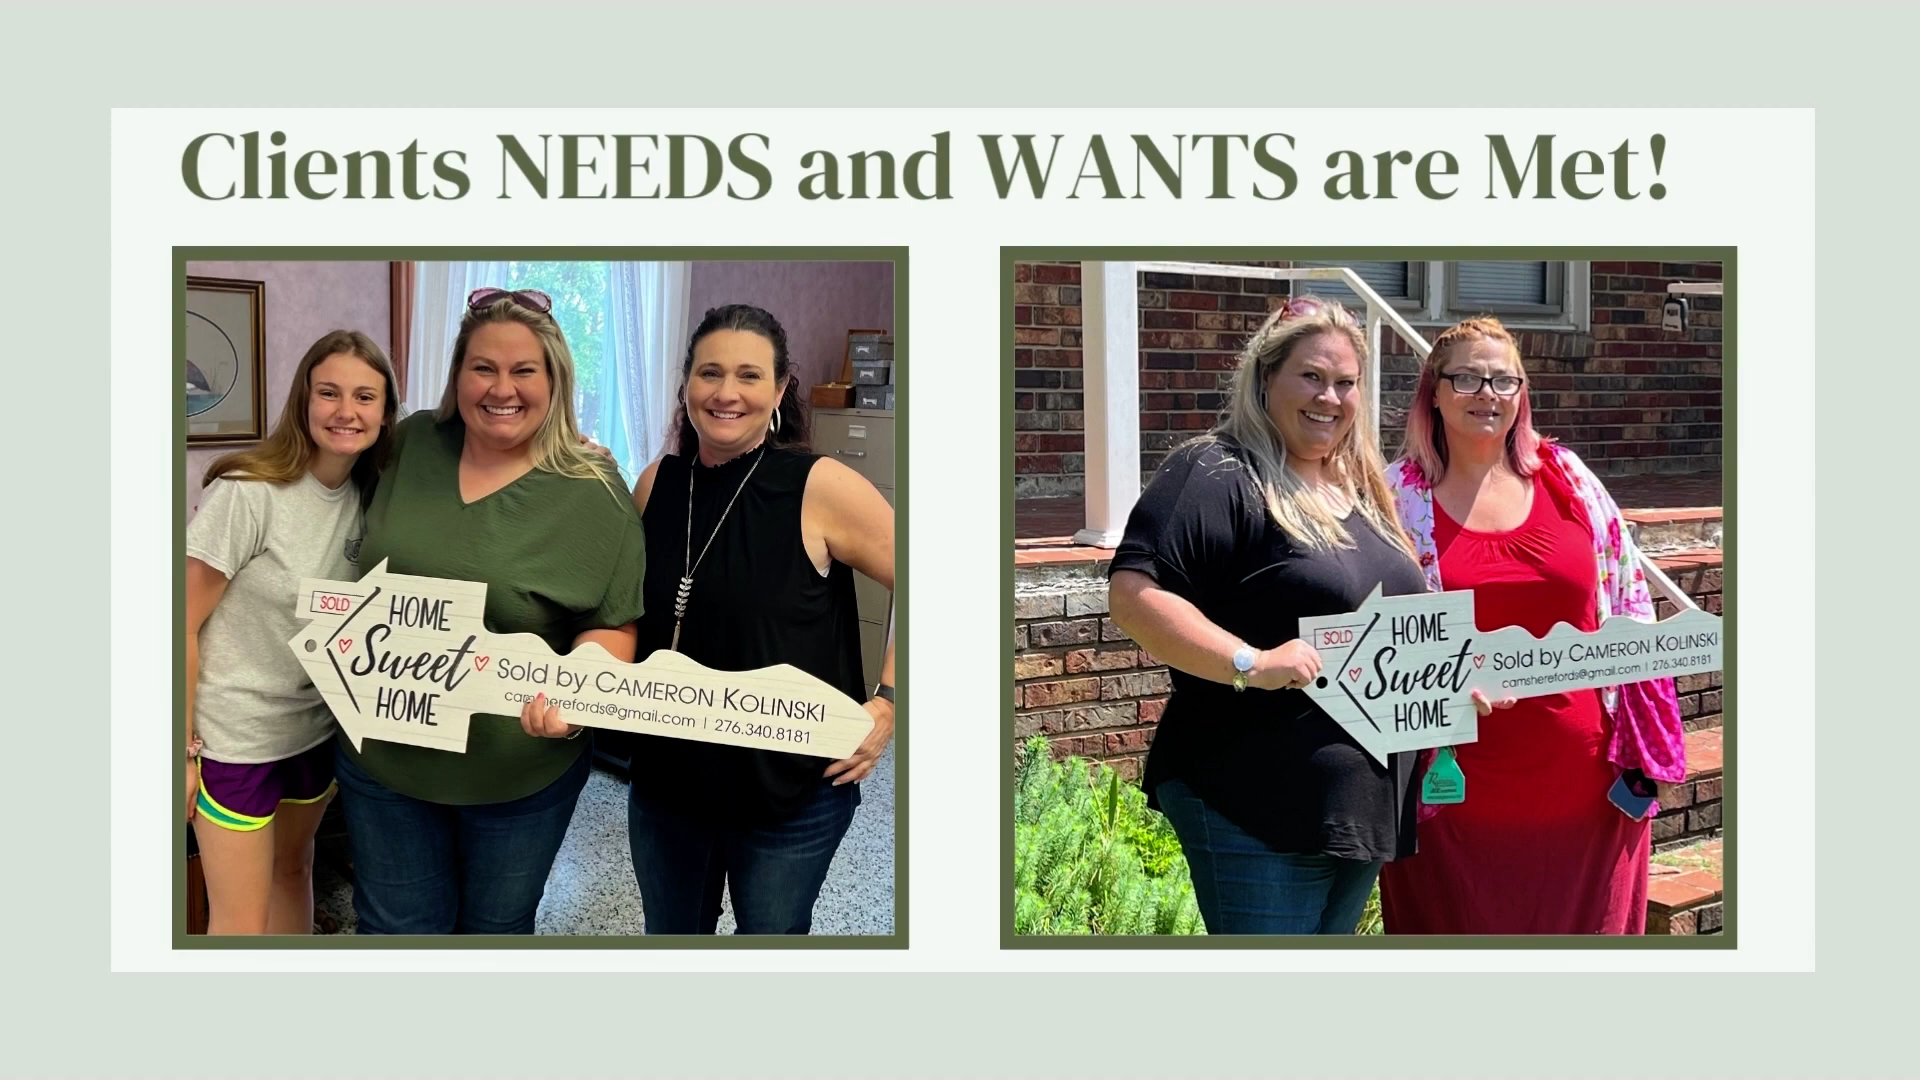 Clients NEEDS and WANTS are Met!
SOLD
HOME
Sweet
HOME
Sold by CAMERON KOLINSKI
camsherefords@gmail.com | 276.340.8181
SOLD
HOME
Sweet
HOME
Sold by CAMERON KOLINSKI
camsherefords@gmail.com | 276.340.8181